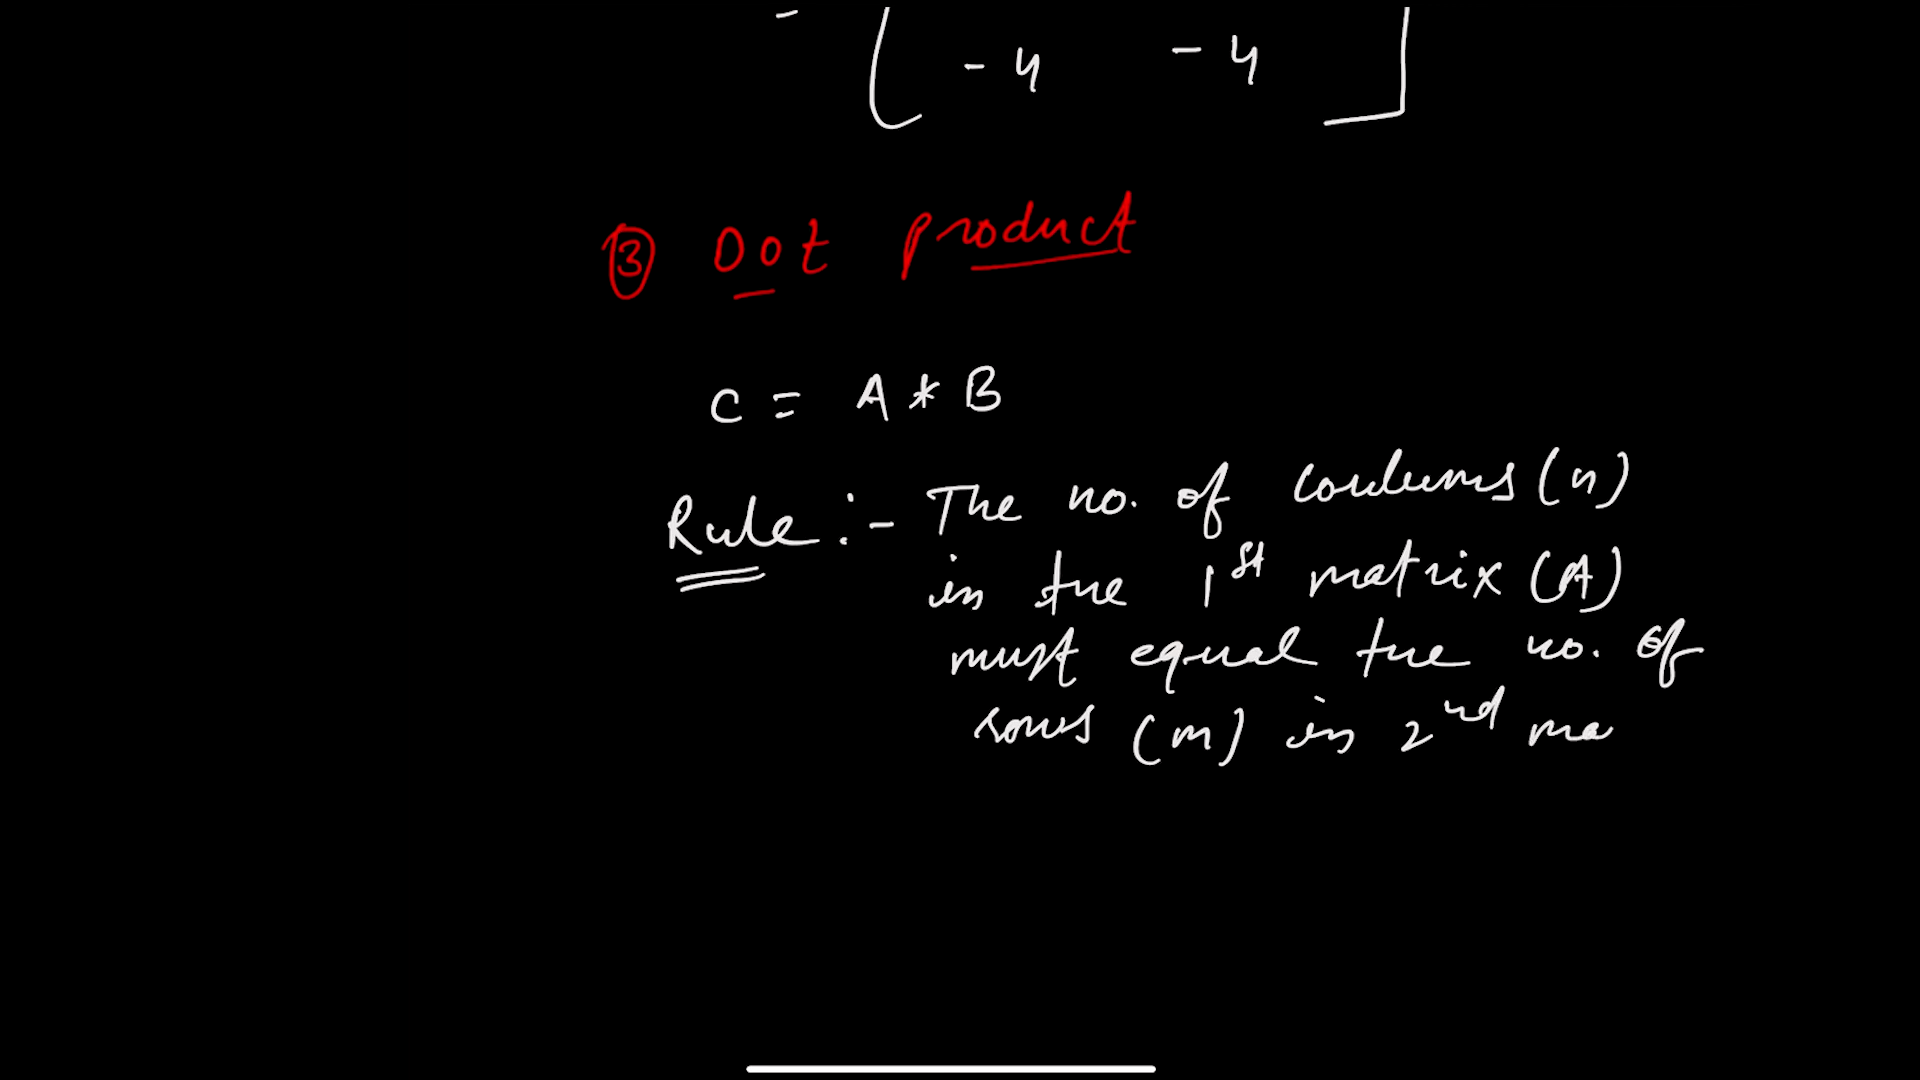 = [ -4 -4 ]
③ Dot product
C = A * B
Rule :- The no. of coulums (n)
in the 1st matrix (A)
must equal the no. of
rows (m) in 2nd ma